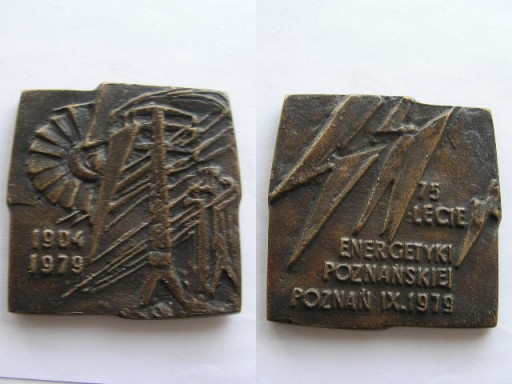 1904
1979
75
LECIE
ENERGETYKI
POZNAŃSKIEJ
POZNAŃ IX.1979